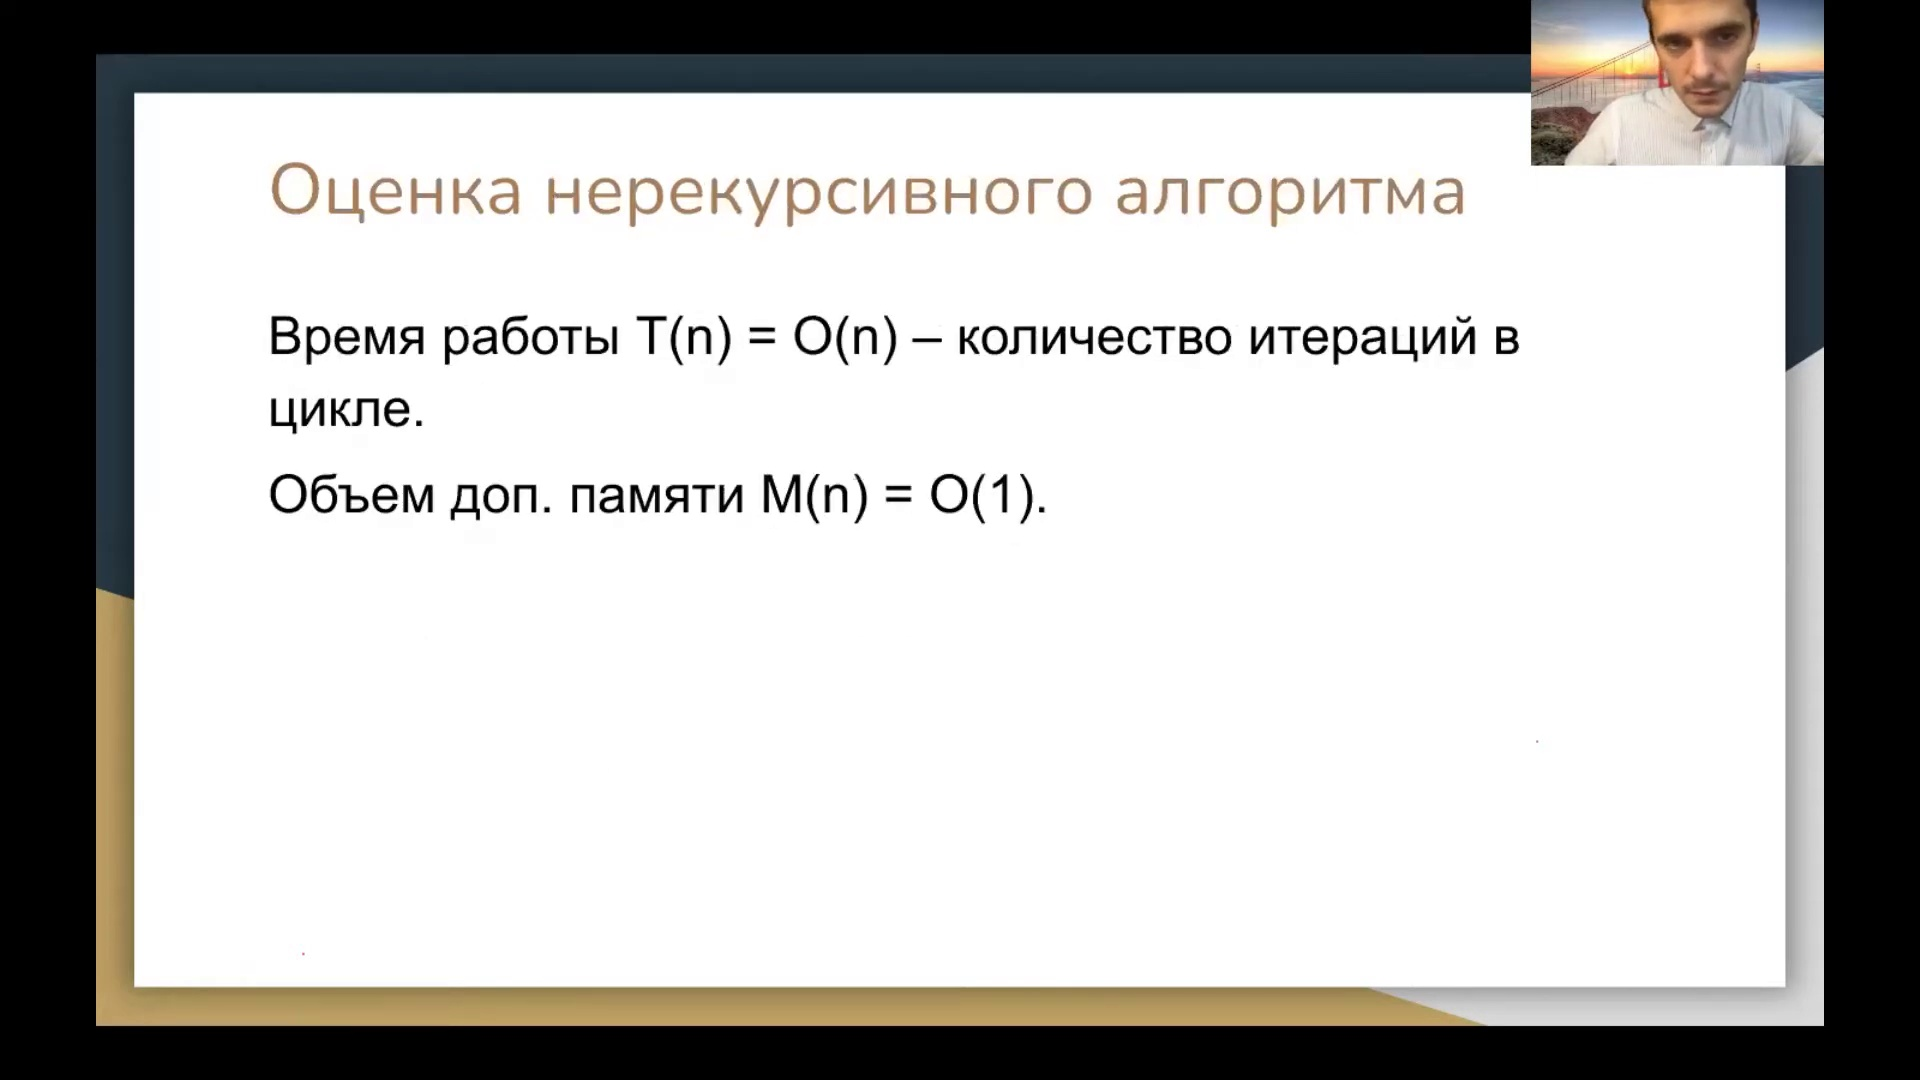 Оценка нерекурсивного алгоритма
Время работы T(n) = O(n) – количество итераций в
цикле.
Объем доп. памяти M(n) = O(1).